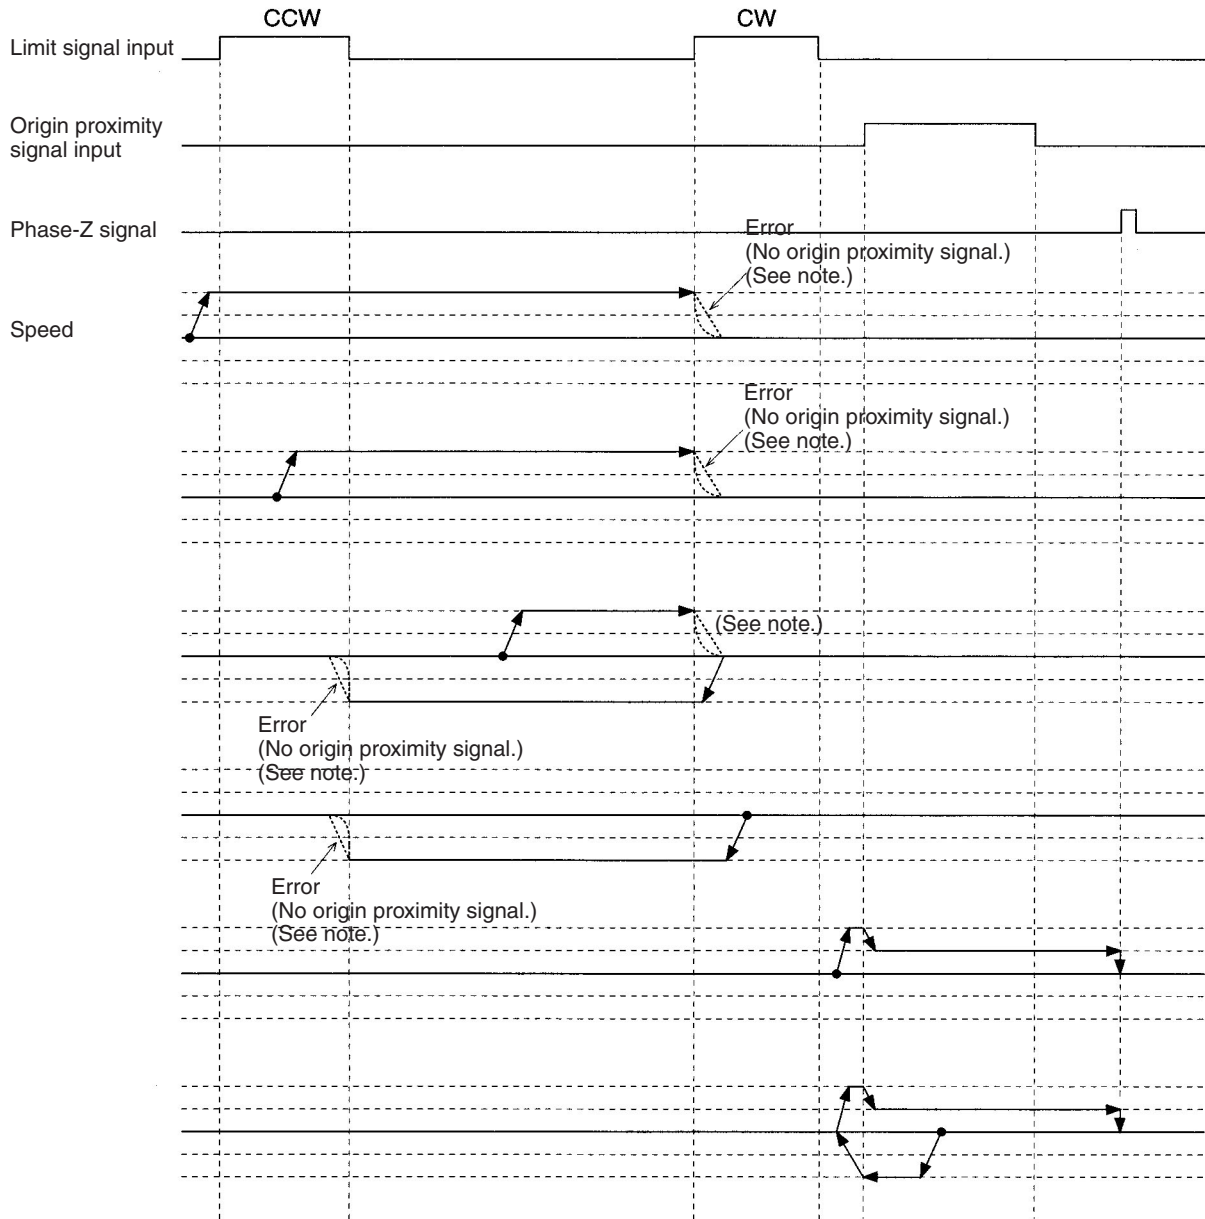 CCW
CW
Limit signal input
Origin proximity
signal input
Phase-Z signal
Error
(No origin proximity signal.)
(See note.)
Speed
Error
(No origin proximity signal.)
(See note.)
(See note.)
Error
(No origin proximity signal.)
(See note.)
Error
(No origin proximity signal.)
(See note.)